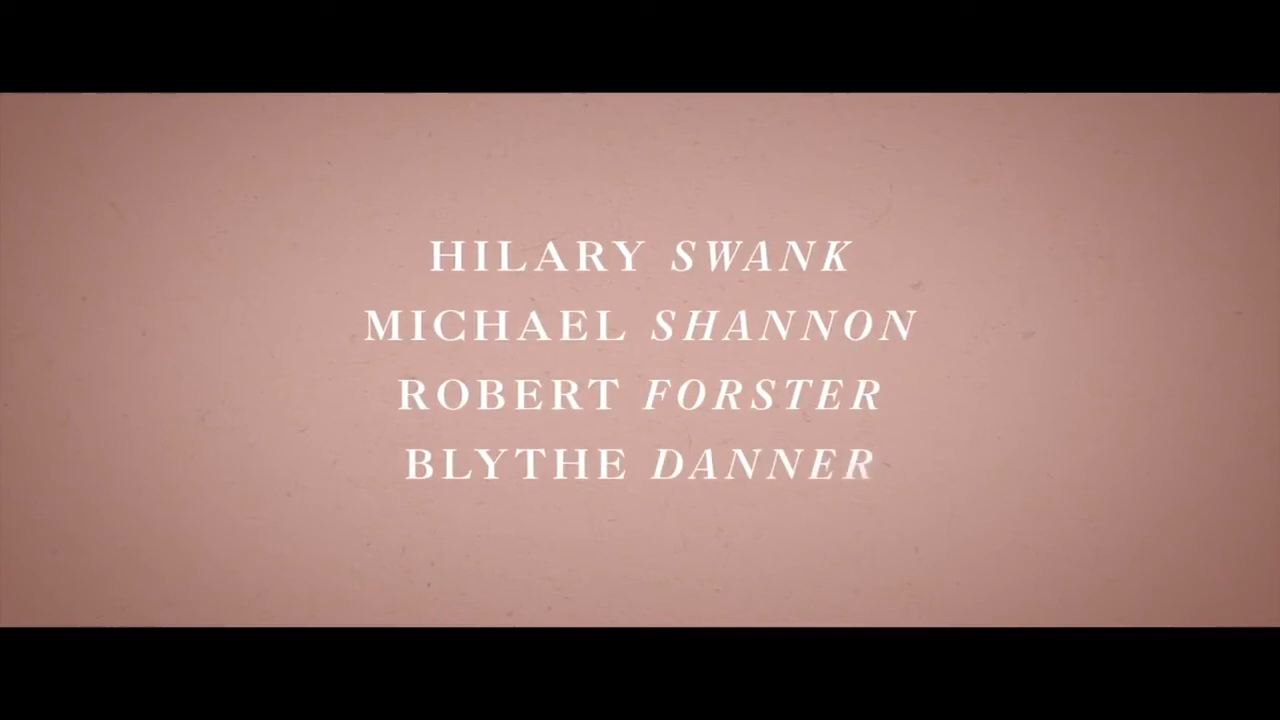 HILARY SWANK
MICHAEL SHANNON
ROBERT FORSTER
BLYTHE DANNER